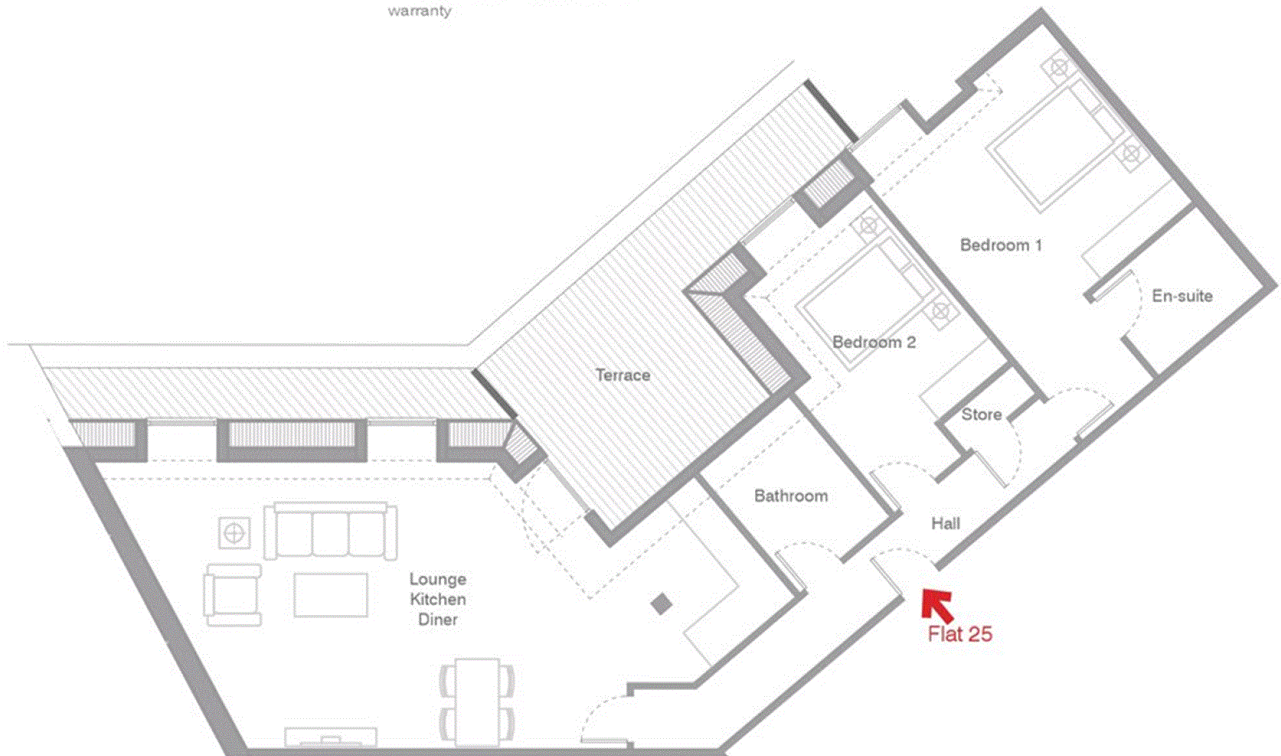 warranty
Bedroom 1
En-suite
Bedroom 2
Terrace
Store
Bathroom
Hall
Lounge
Kitchen
Diner
Flat 25